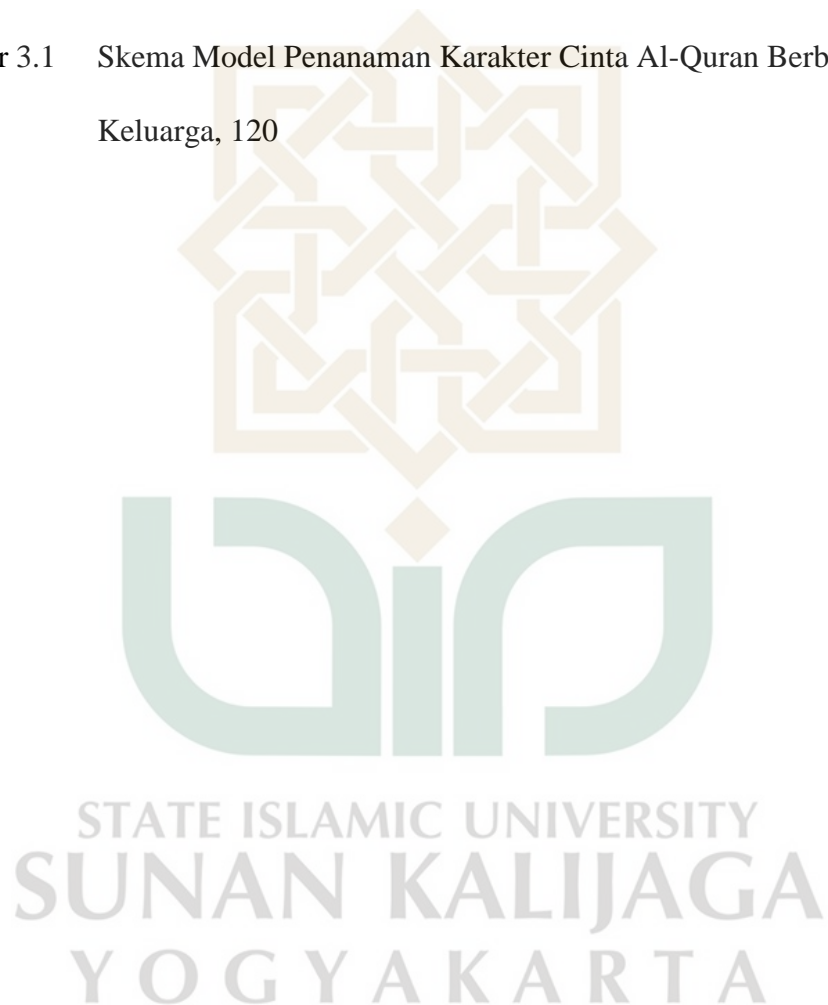 r 3.1 Skema Model Penanaman Karakter Cinta Al-Quran Berb
Keluarga, 120
STATE ISLAMIC UNIVERSITY
SUNAN KALIJAGA
YOGYAKARTA